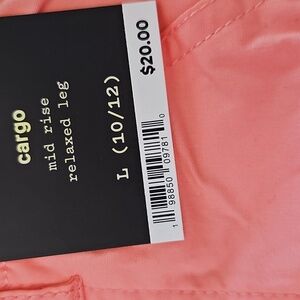 cargo
mid rise
relaxed leg
L (10/12)
$20.00
1 98850 09781 0